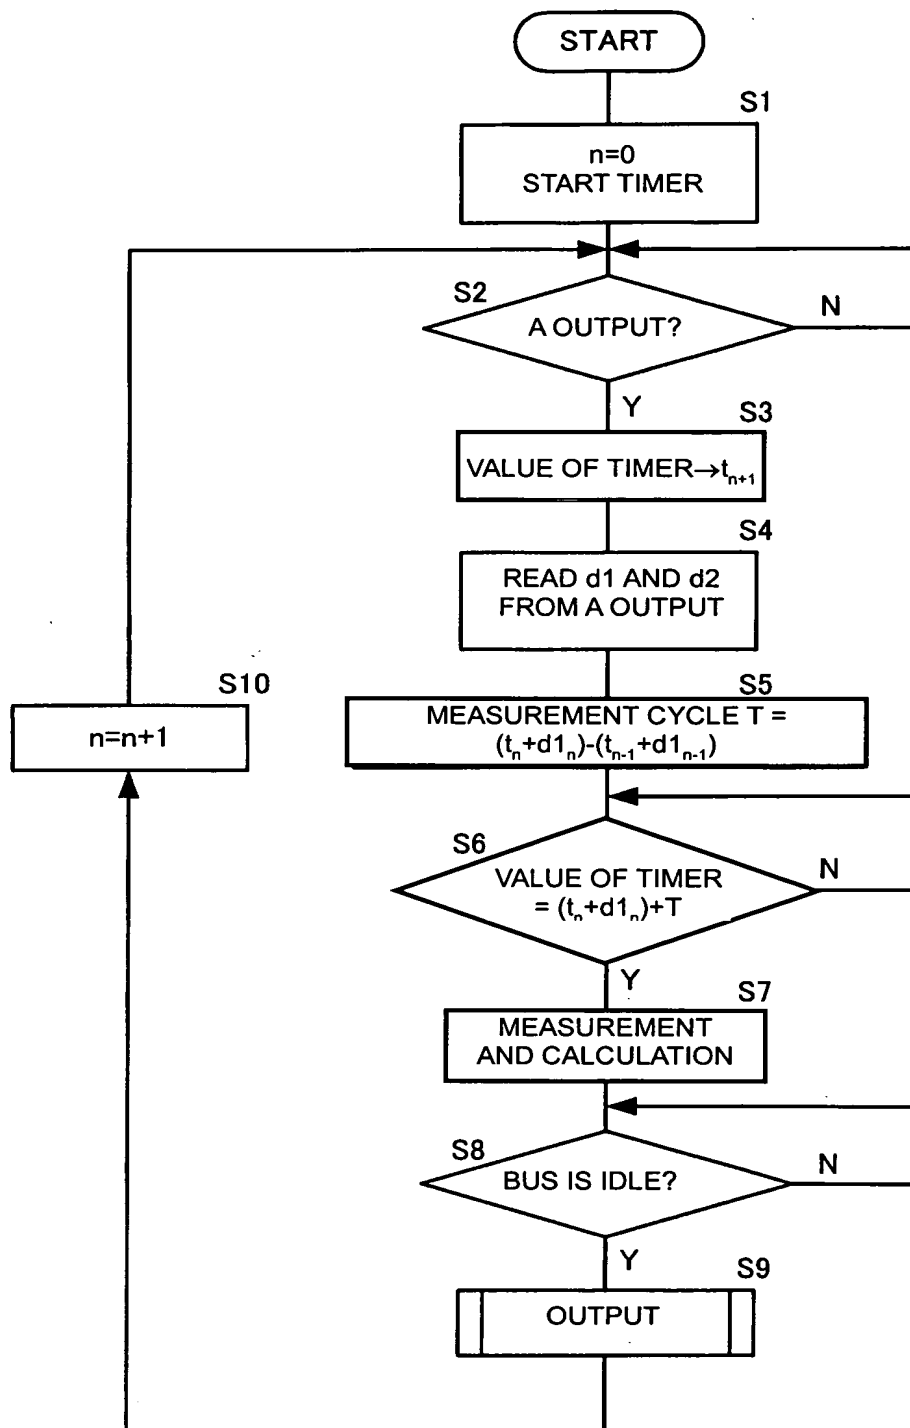 START
S1
n=0
START TIMER
S2
A OUTPUT?
N
Y
S3
VALUE OF TIMER→tₙ₊₁
S4
READ d1 AND d2
FROM A OUTPUT
S10
n=n+1
S5
MEASUREMENT CYCLE T =
(tₙ+d1ₙ)-(tₙ₋₁+d1ₙ₋₁)
S6
VALUE OF TIMER
= (tₙ+d1ₙ)+T
N
Y
S7
MEASUREMENT
AND CALCULATION
S8
BUS IS IDLE?
N
Y
S9
OUTPUT